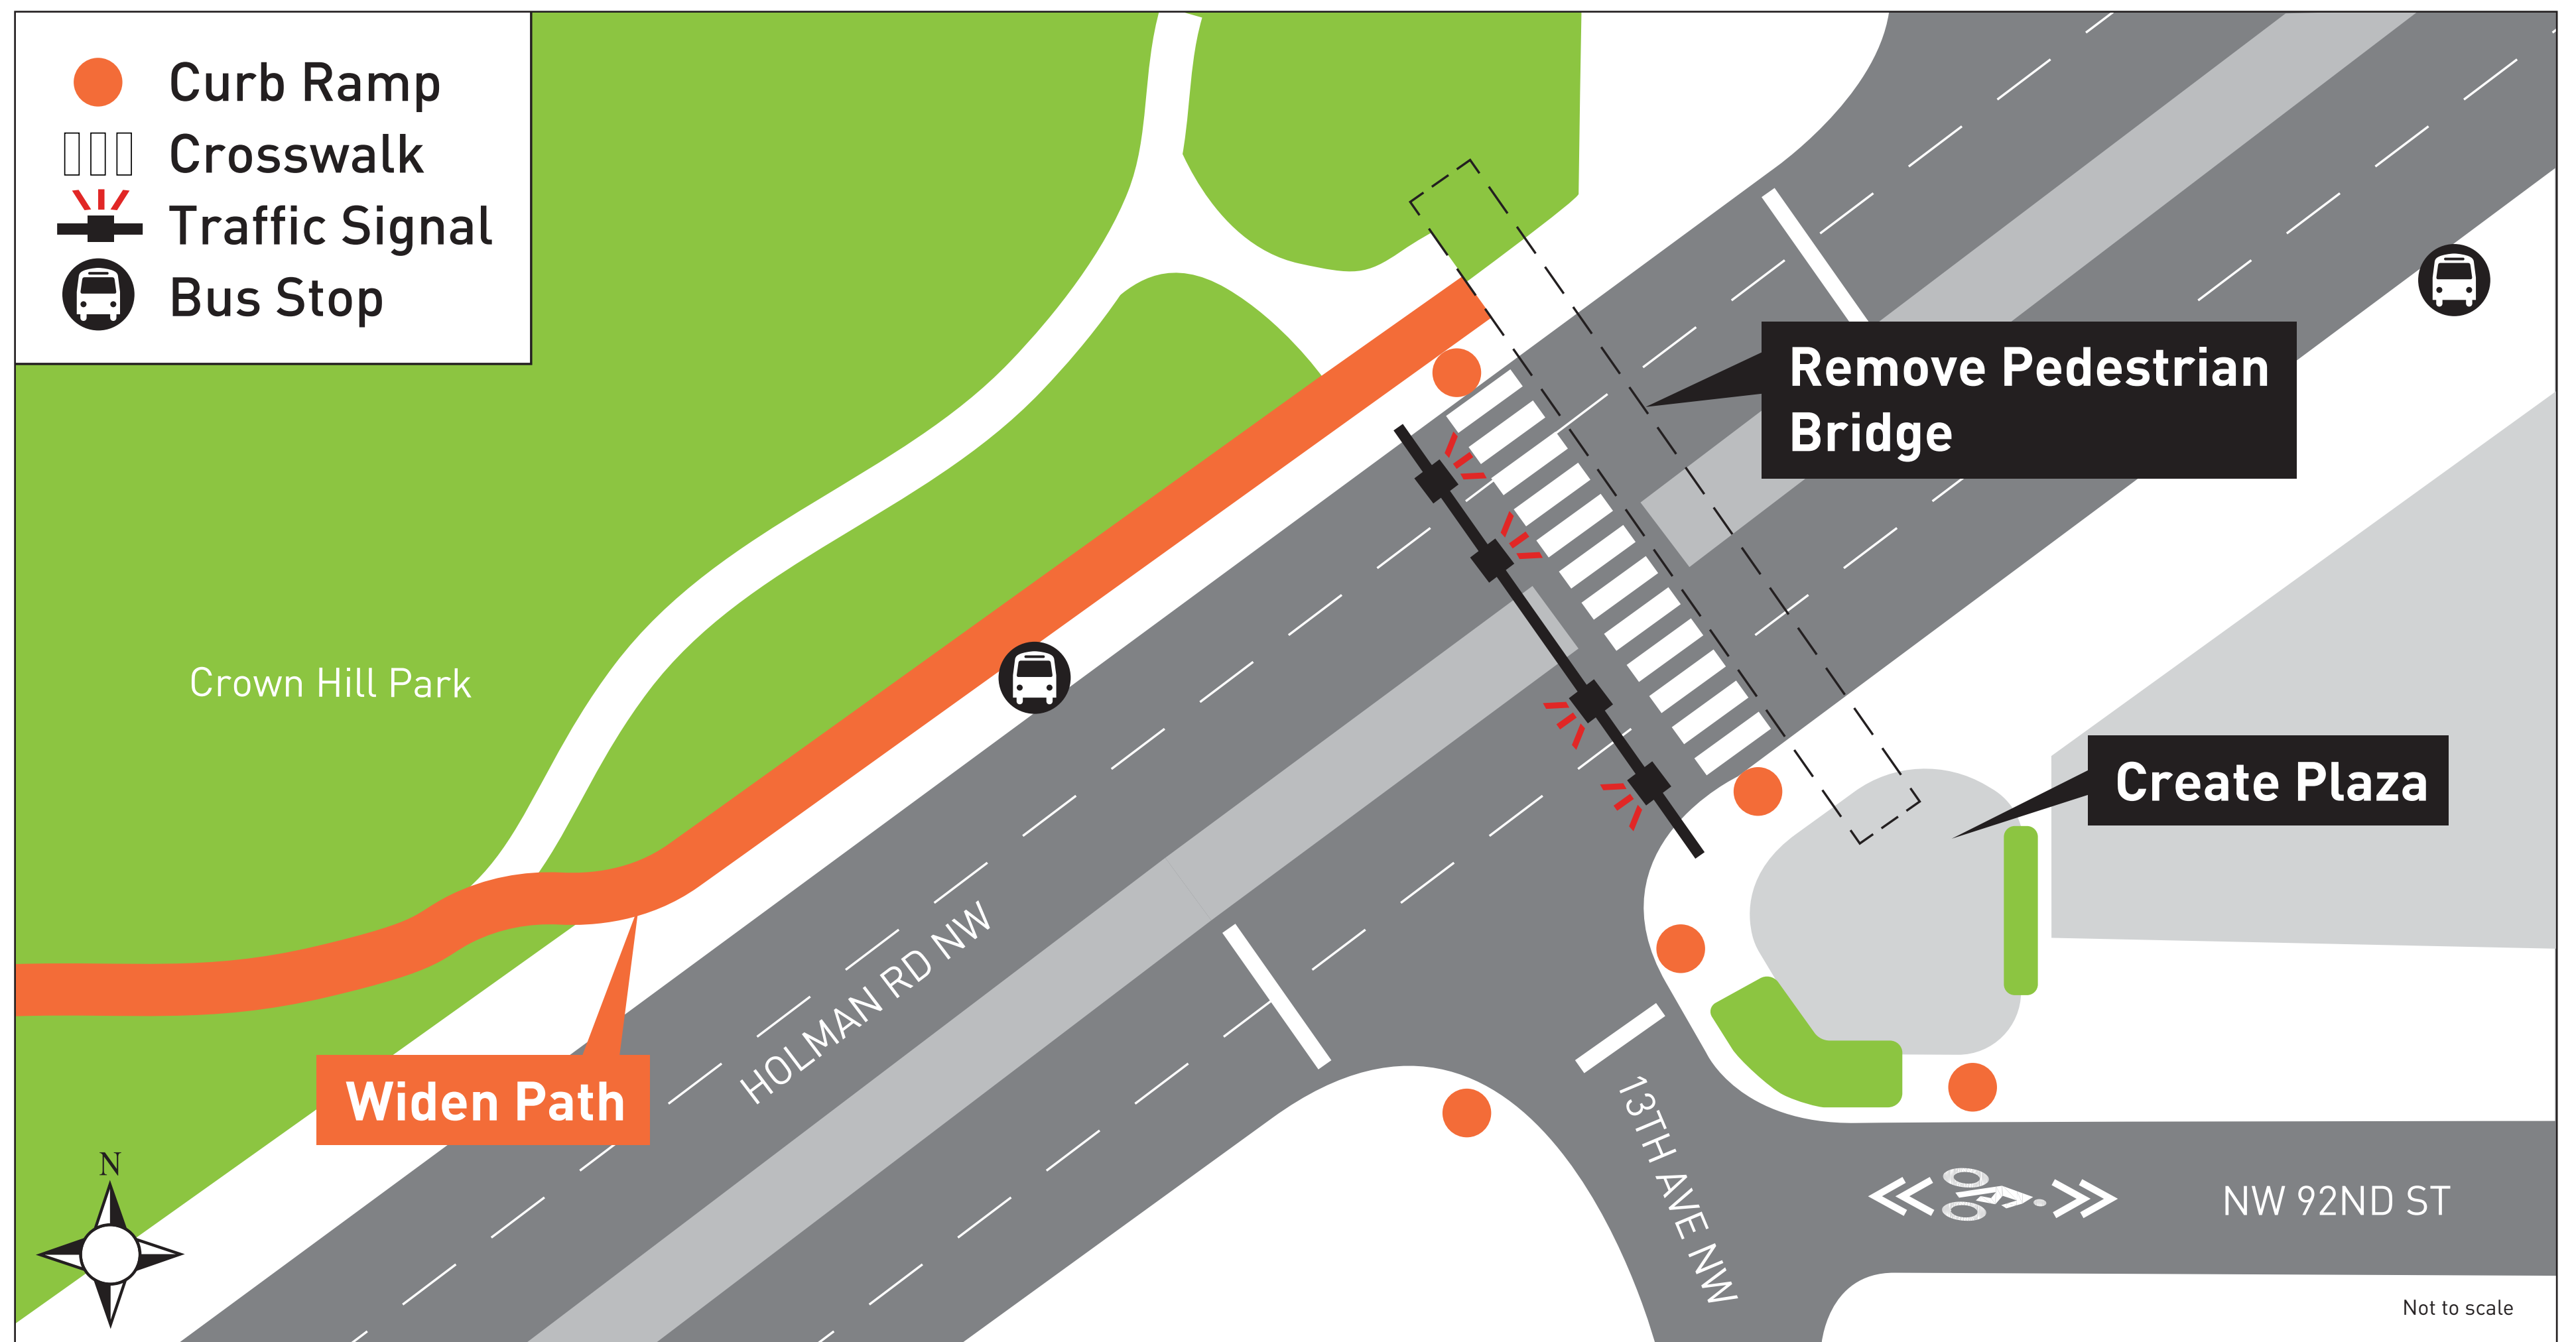 Curb Ramp
Crosswalk
Traffic Signal
Bus Stop
Remove Pedestrian
Bridge
Crown Hill Park
Create Plaza
HOLMAN RD NW
Widen Path
13TH AVE NW
N
NW 92ND ST
Not to scale